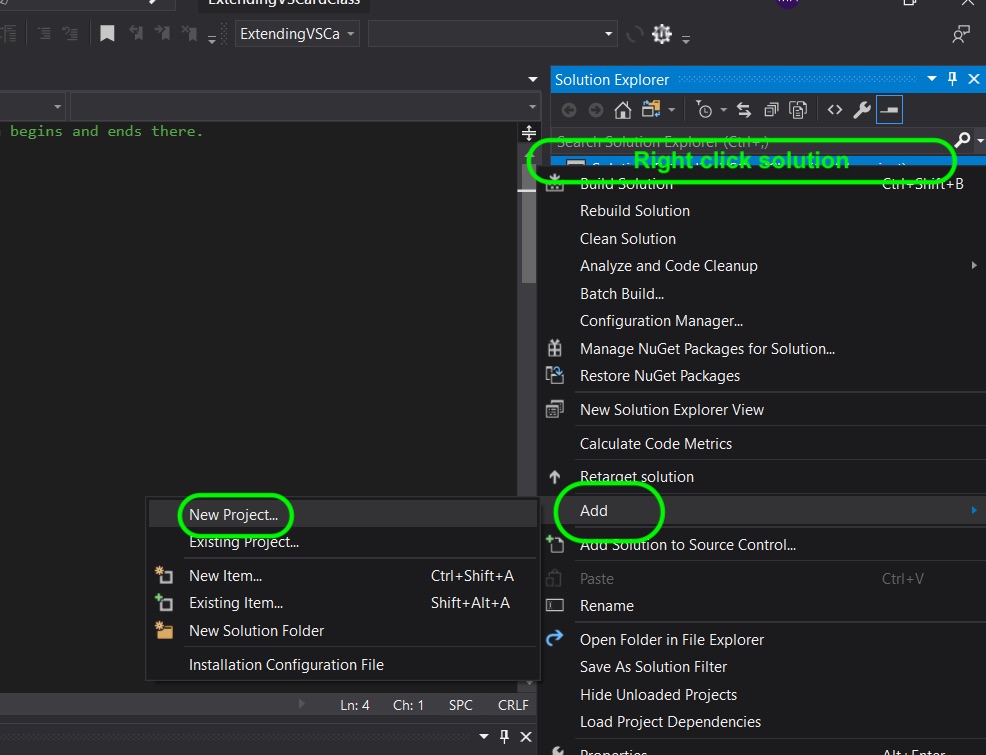 ExtendingVSCardClass
ExtendingVSCa
begins and ends there.
Solution Explorer
Search Solution Explorer (Ctrl+;)
Right click solution
Build Solution Ctrl+Shift+B
Rebuild Solution
Clean Solution
Analyze and Code Cleanup
Batch Build...
Configuration Manager...
Manage NuGet Packages for Solution...
Restore NuGet Packages
New Solution Explorer View
Calculate Code Metrics
Retarget solution
Add
Add Solution to Source Control...
Paste Ctrl+V
Rename
Open Folder in File Explorer
Save As Solution Filter
Hide Unloaded Projects
Load Project Dependencies
Properties Alt+Enter
New Project...
Existing Project...
New Item... Ctrl+Shift+A
Existing Item... Shift+Alt+A
New Solution Folder
Installation Configuration File
Ln: 4 Ch: 1 SPC CRLF